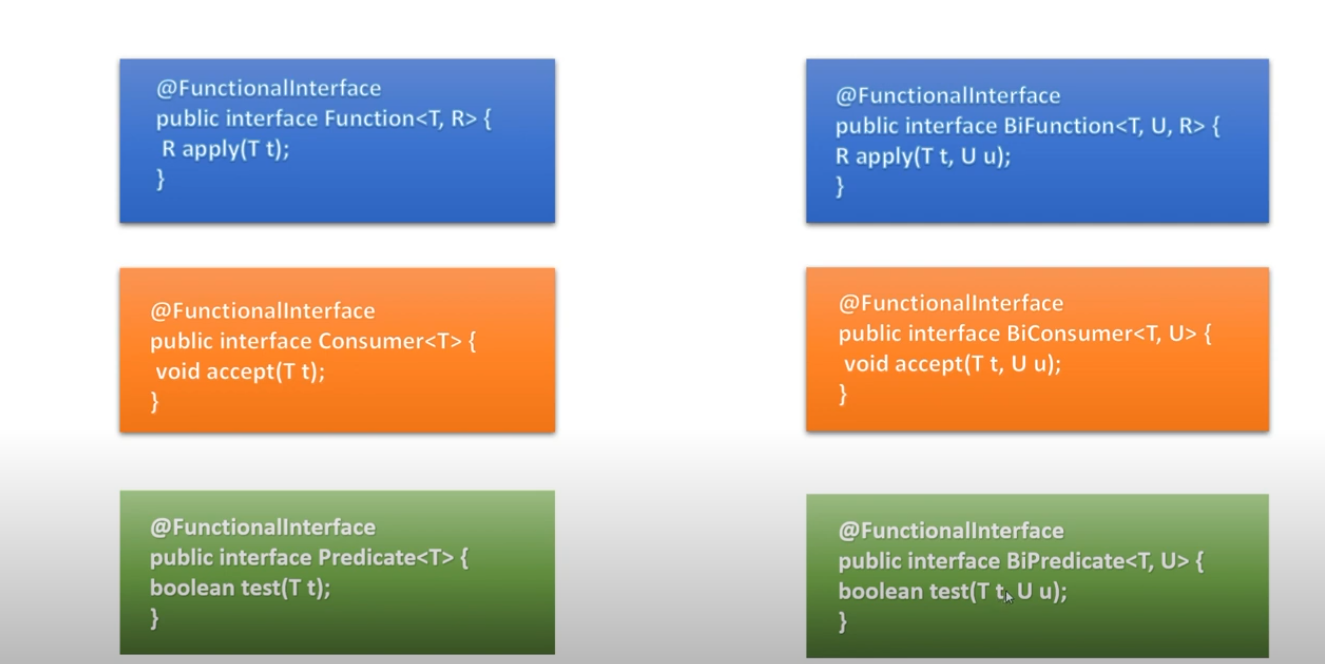 @FunctionalInterface
public interface Function<T, R> {
R apply(T t);
}
@FunctionalInterface
public interface BiFunction<T, U, R> {
R apply(T t, U u);
}
@FunctionalInterface
public interface Consumer<T> {
void accept(T t);
}
@FunctionalInterface
public interface BiConsumer<T, U> {
void accept(T t, U u);
}
@FunctionalInterface
public interface Predicate<T> {
boolean test(T t);
}
@FunctionalInterface
public interface BiPredicate<T, U> {
boolean test(T t, U u);
}